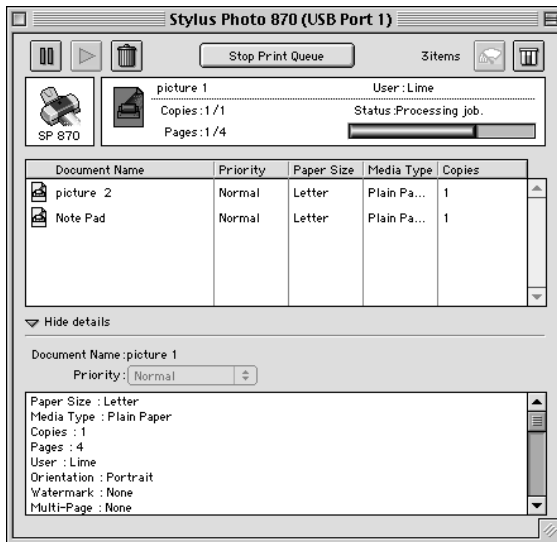 Stylus Photo 870 (USB Port 1)
Stop Print Queue
3items
SP 870
picture 1
User :Lime
Copies :1/1
Status :Processing job.
Pages :1/4
Document Name Priority Paper Size Media Type Copies
picture 2 Normal Letter Plain Pa... 1
Note Pad Normal Letter Plain Pa... 1
Hide details
Document Name :picture 1
Priority : Normal
Paper Size : Letter
Media Type : Plain Paper
Copies : 1
Pages : 4
User : Lime
Orientation : Portrait
Watermark : None
Multi-Page : None